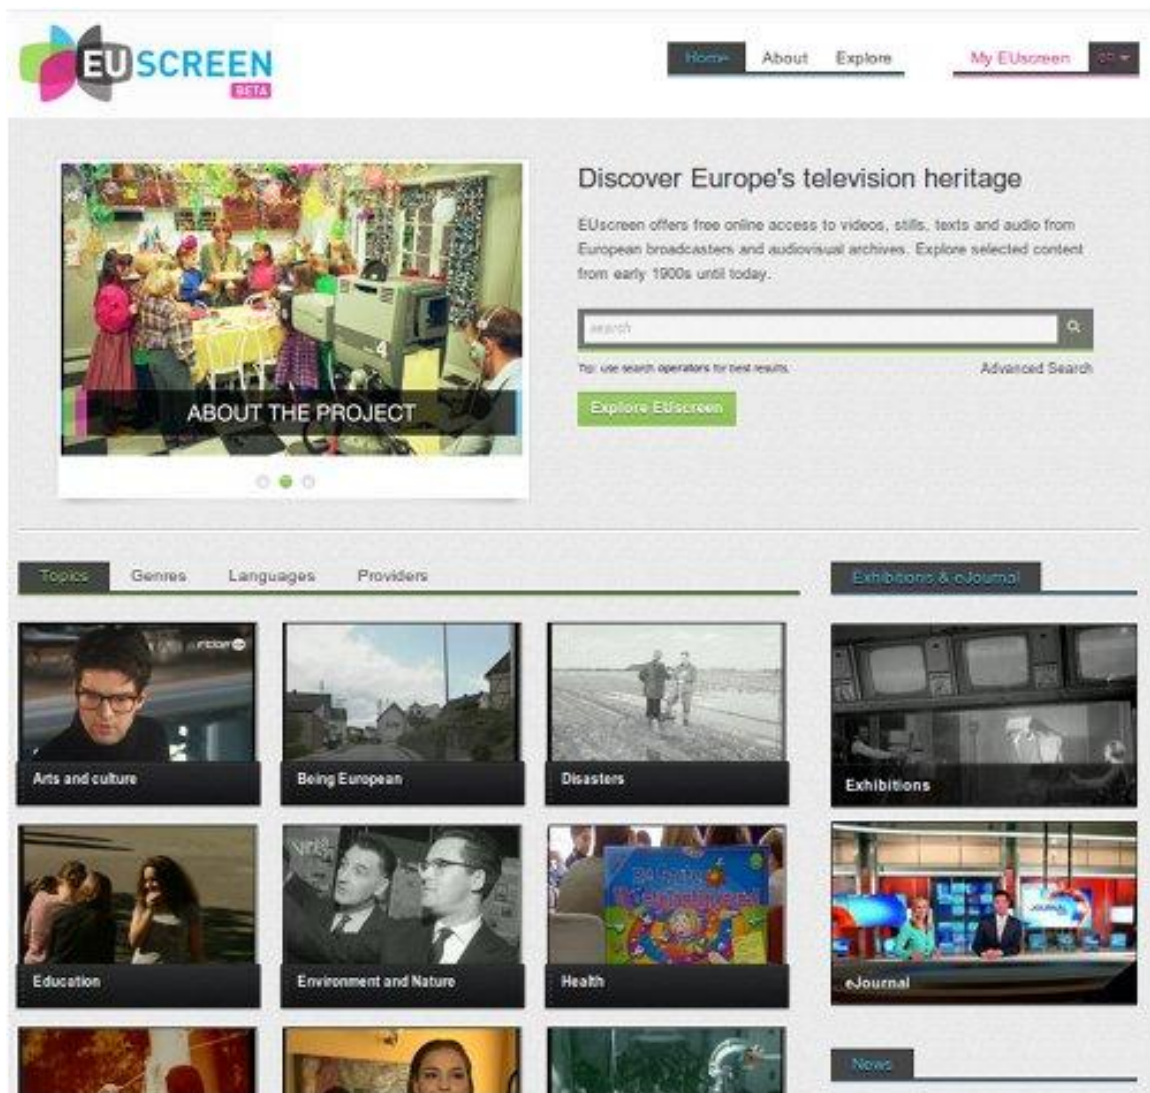 EUSCREEN
BETA
Home About Explore
My EUscreen
Discover Europe's television heritage
EUscreen offers free online access to videos, stills, texts and audio from
European broadcasters and audiovisual archives. Explore selected content
from early 1900s until today.
search
Tip: use search operators for best results.
Advanced Search
Explore EUscreen
4
ABOUT THE PROJECT
Topics Genres Languages Providers
Exhibitions & eJournal
Arts and culture
Being European
Disasters
Exhibitions
Education
Environment and Nature
Health
JOURNAAL
eJournal
News